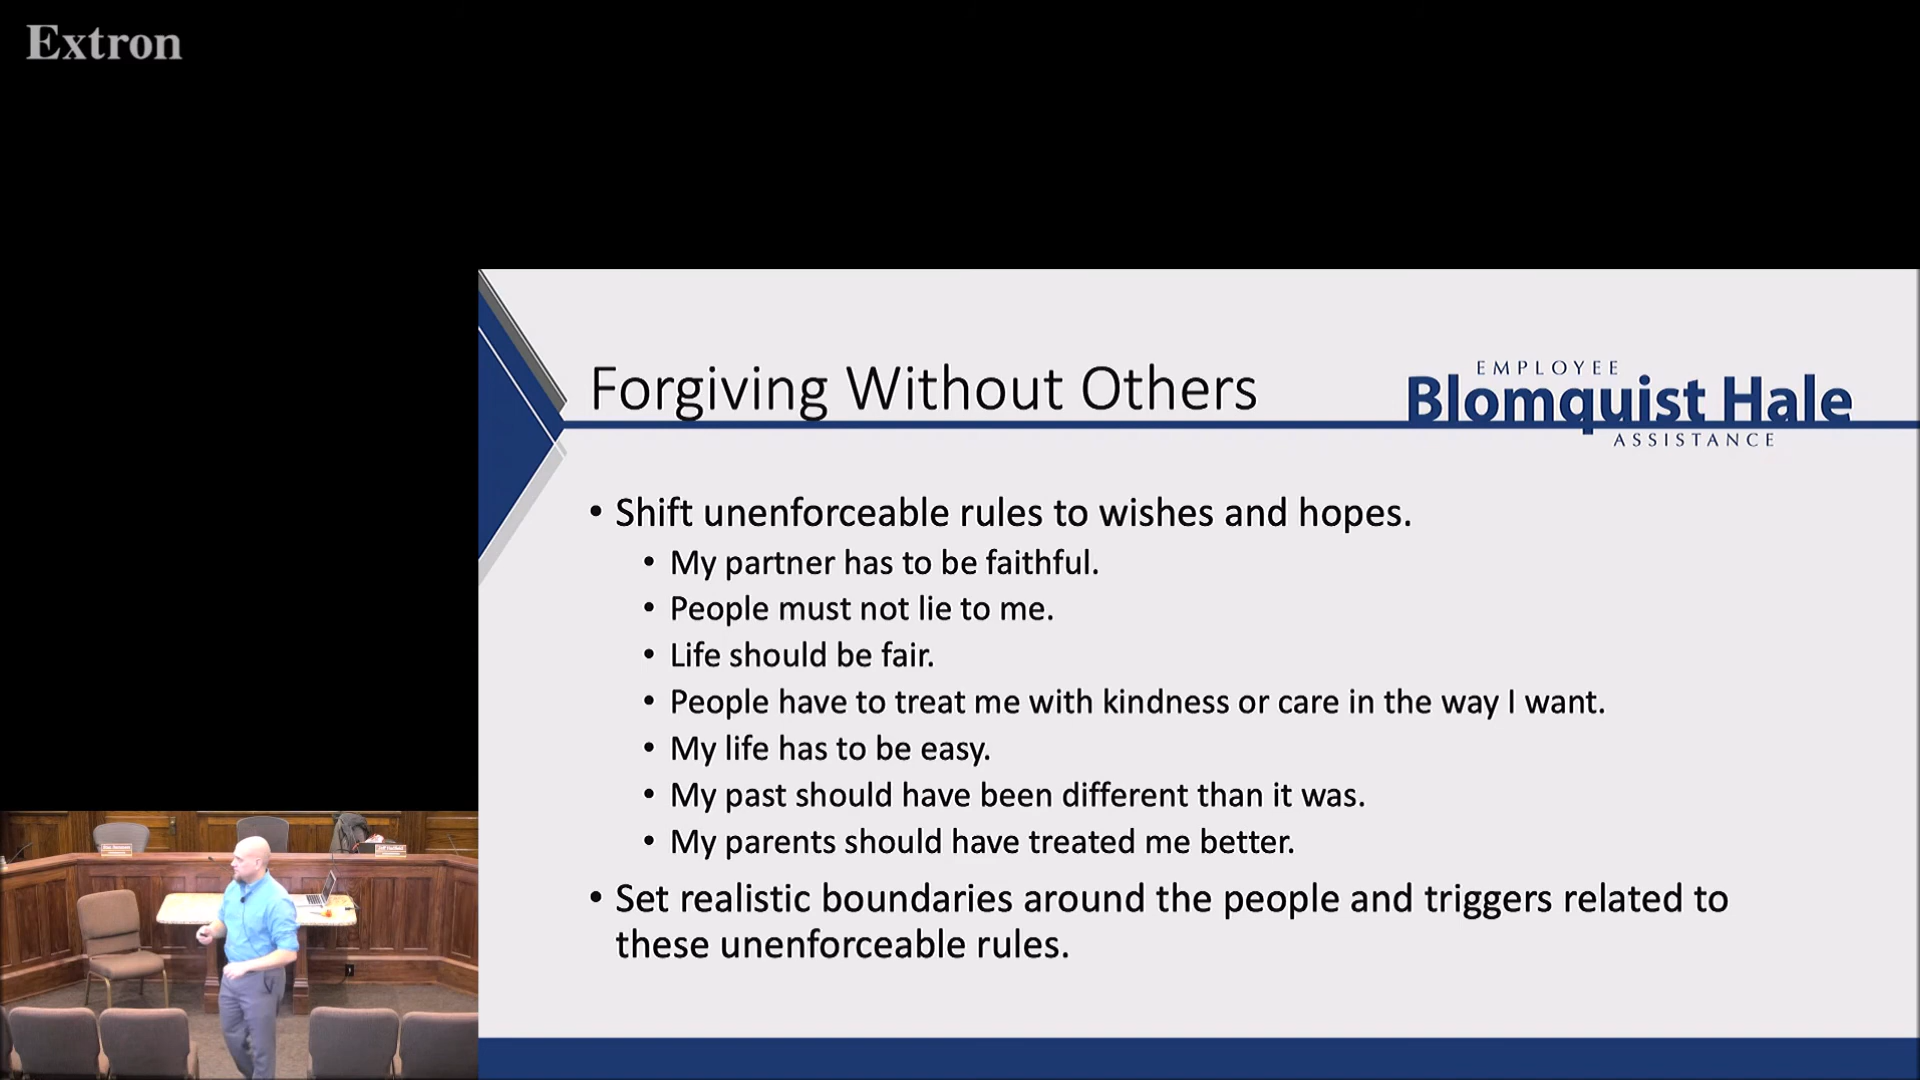 Extron
Forgiving Without Others
EMPLOYEE
Blomquist Hale
ASSISTANCE
• Shift unenforceable rules to wishes and hopes.
• My partner has to be faithful.
• People must not lie to me.
• Life should be fair.
• People have to treat me with kindness or care in the way I want.
• My life has to be easy.
• My past should have been different than it was.
• My parents should have treated me better.
• Set realistic boundaries around the people and triggers related to
these unenforceable rules.